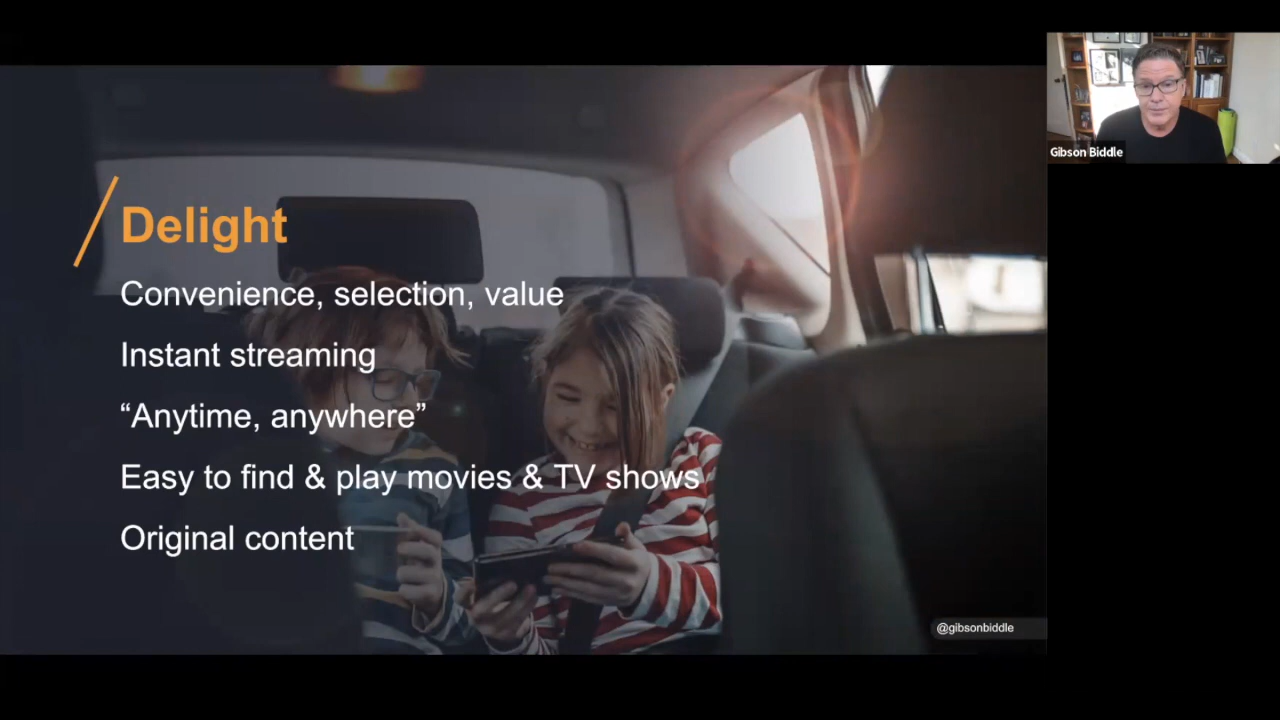 Delight
Convenience, selection, value
Instant streaming
“Anytime, anywhere”
Easy to find & play movies & TV shows
Original content
@gibsonbiddle
Gibson Biddle